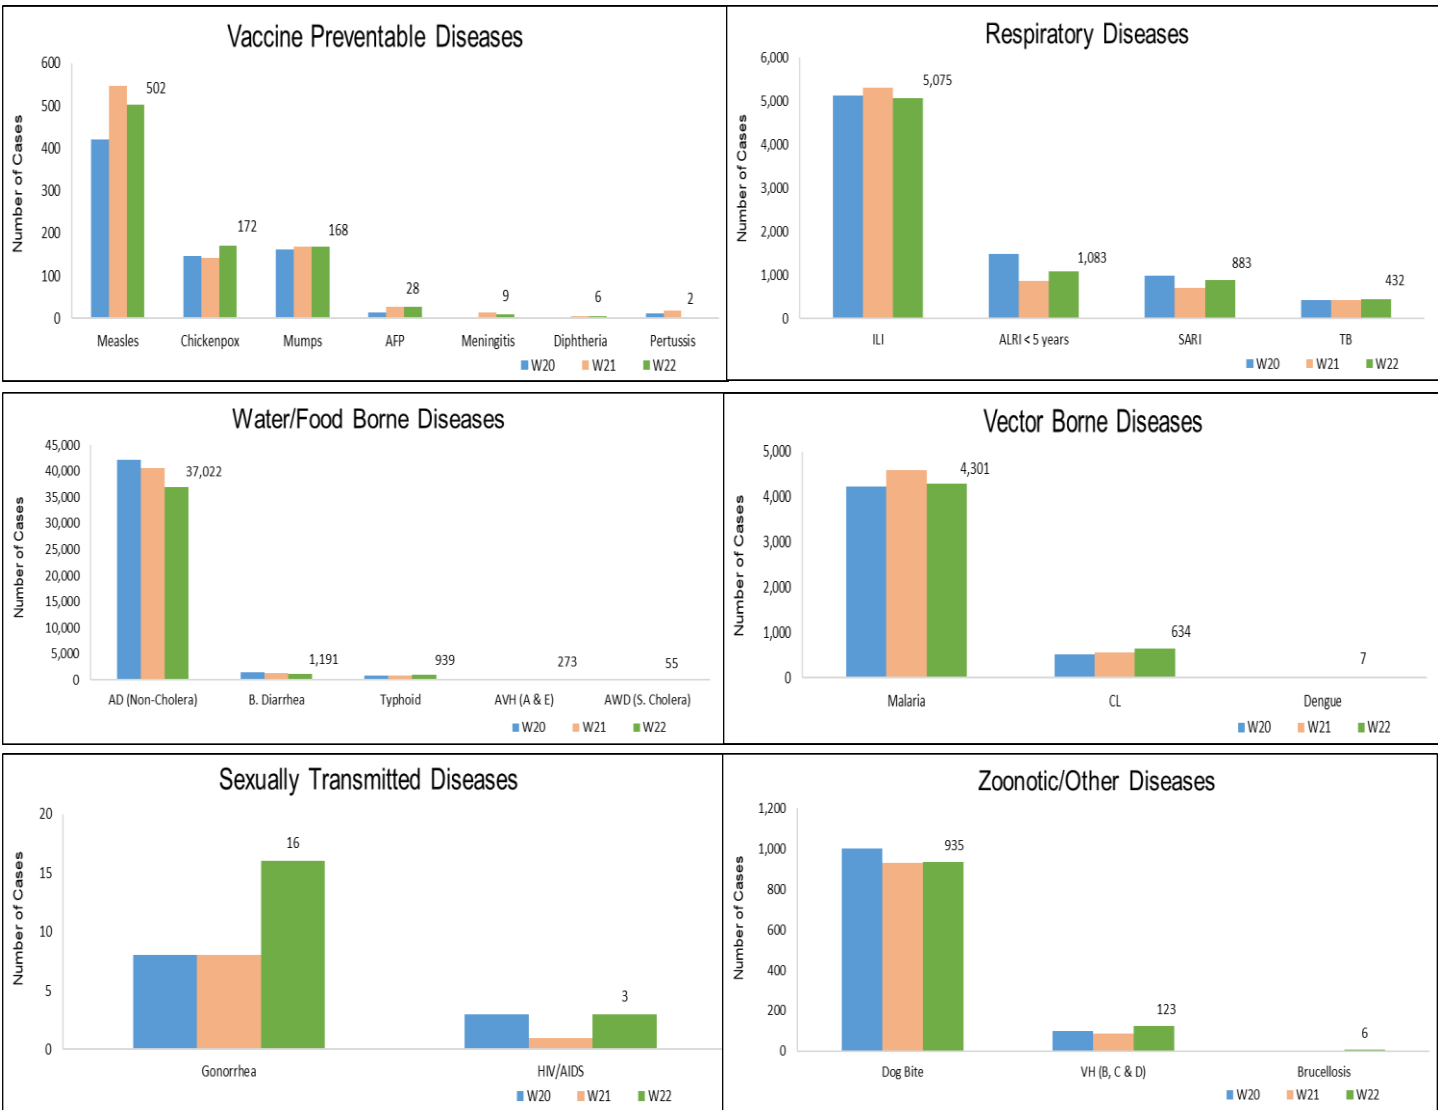 Vaccine Preventable Diseases
Number of Cases
600
500
400
300
200
100
0
502
172
168
28
9
6
2
Measles Chickenpox Mumps AFP Meningitis Diphtheria Pertussis
W20 W21 W22
Respiratory Diseases
Number of Cases
6,000
5,000
4,000
3,000
2,000
1,000
0
5,075
1,083
883
432
ILI ALRI < 5 years SARI TB
W20 W21 W22
Water/Food Borne Diseases
Number of Cases
45,000
40,000
35,000
30,000
25,000
20,000
15,000
10,000
5,000
0
37,022
1,191
939
273
55
AD (Non-Cholera) B. Diarrhea Typhoid AVH (A & E) AWD (S. Cholera)
W20 W21 W22
Vector Borne Diseases
Number of Cases
5,000
4,000
3,000
2,000
1,000
0
4,301
634
7
Malaria CL Dengue
W20 W21 W22
Sexually Transmitted Diseases
Number of Cases
20
15
10
5
0
16
3
Gonorrhea HIV/AIDS
W20 W21 W22
Zoonotic/Other Diseases
Number of Cases
1,200
1,000
800
600
400
200
0
935
123
6
Dog Bite VH (B, C & D) Brucellosis
W20 W21 W22